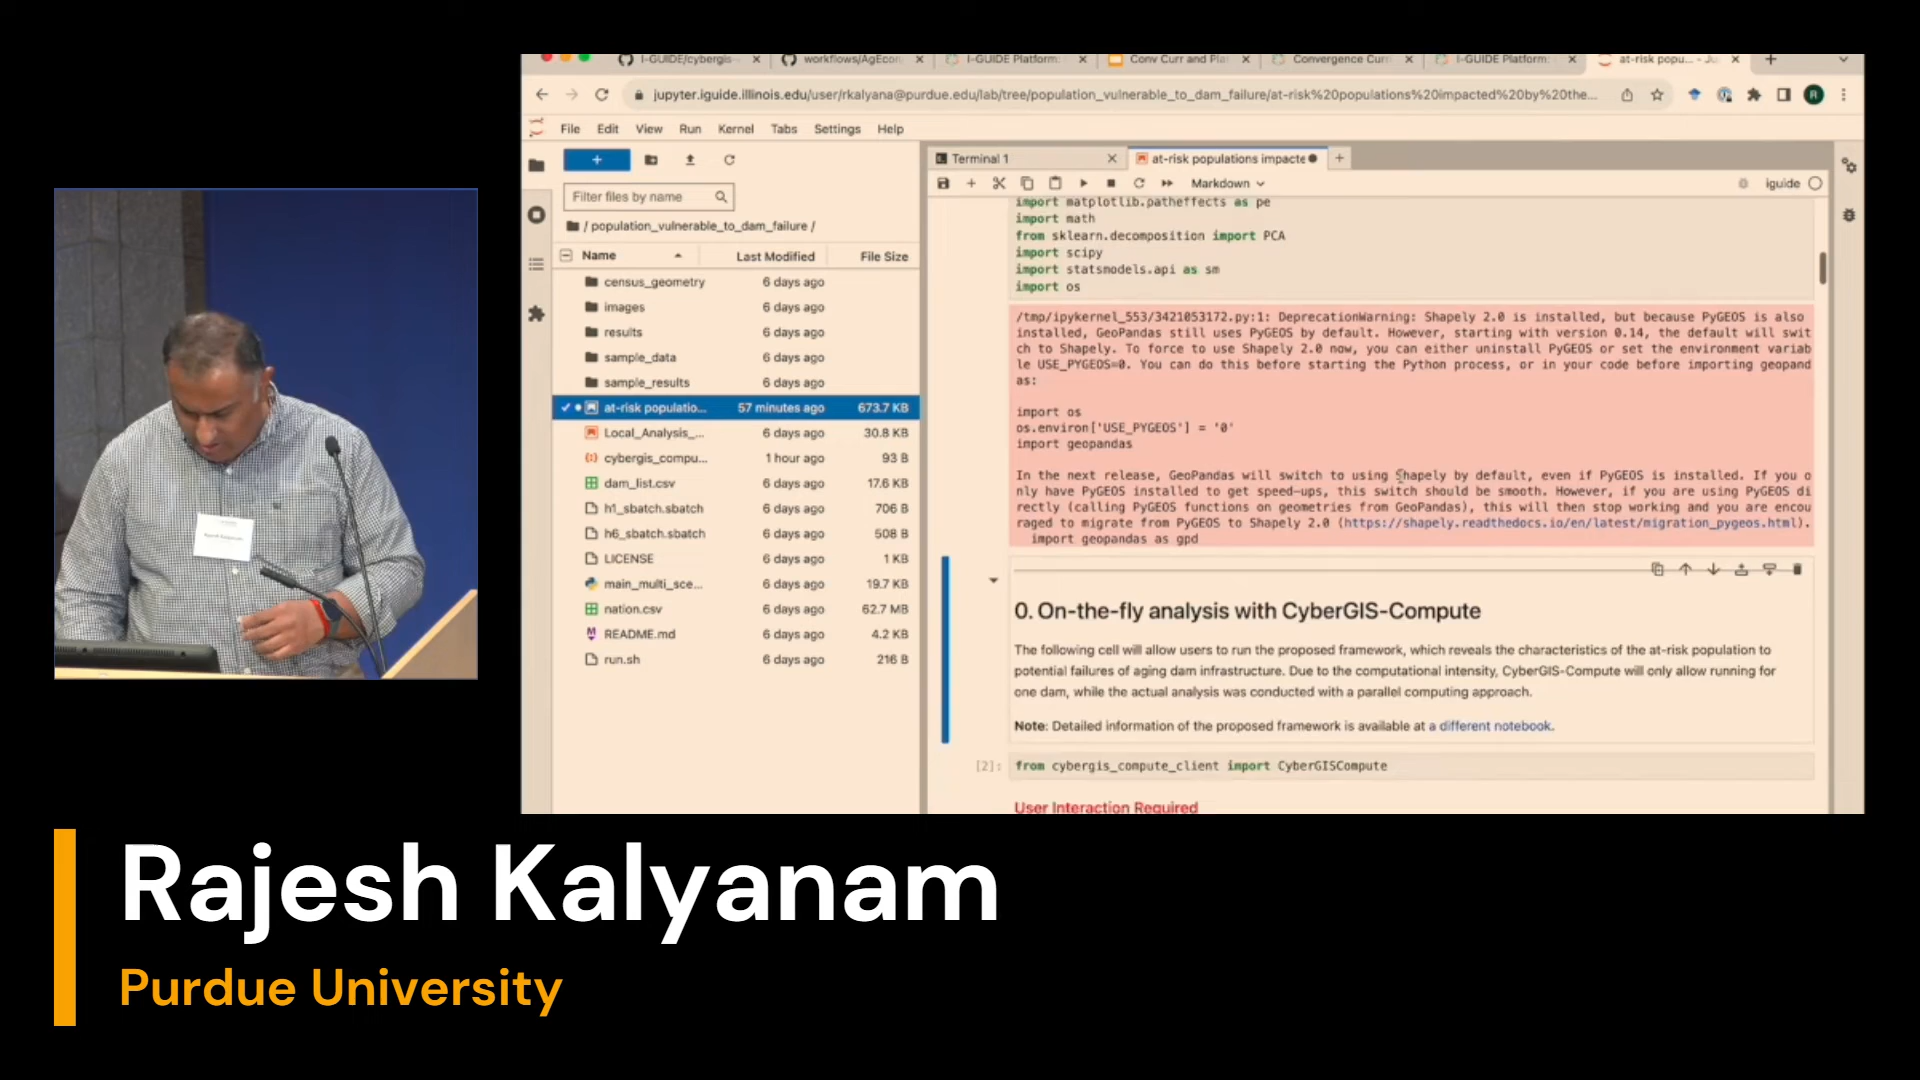 I-GUIDE/cybergis-
workflows/AgEcon
I-GUIDE Platform:
Conv Curr and Pla
Convergence Curr
I-GUIDE Platform:
at-risk popu... - Ju
jupyter.iguide.illinois.edu/user/rkalyana@purdue.edu/lab/tree/population_vulnerable_to_dam_failure/at-risk%20populations%20impacted%20by%20the...
R
File Edit View Run Kernel Tabs Settings Help
Filter files by name
/ population_vulnerable_to_dam_failure /
Name Last Modified File Size
census_geometry 6 days ago
images 6 days ago
results 6 days ago
sample_data 6 days ago
sample_results 6 days ago
at-risk populatio... 57 minutes ago 673.7 KB
Local_Analysis_... 6 days ago 30.8 KB
cybergis_compu... 1 hour ago 93 B
dam_list.csv 6 days ago 17.6 KB
h1_sbatch.sbatch 6 days ago 706 B
h6_sbatch.sbatch 6 days ago 508 B
LICENSE 6 days ago 1 KB
main_multi_sce... 6 days ago 19.7 KB
nation.csv 6 days ago 62.7 MB
README.md 6 days ago 4.2 KB
run.sh 6 days ago 216 B
Terminal 1
at-risk populations impacte
Markdown
iguide
import matplotlib.patheffects as pe
import math
from sklearn.decomposition import PCA
import scipy
import statsmodels.api as sm
import os
/tmp/ipykernel_553/3421053172.py:1: DeprecationWarning: Shapely 2.0 is installed, but because PyGEOS is also
installed, GeoPandas still uses PyGEOS by default. However, starting with version 0.14, the default will swit
ch to Shapely. To force to use Shapely 2.0 now, you can either uninstall PyGEOS or set the environment variab
le USE_PYGEOS=0. You can do this before starting the Python process, or in your code before importing geopand
as:
import os
os.environ['USE_PYGEOS'] = '0'
import geopandas
In the next release, GeoPandas will switch to using Shapely by default, even if PyGEOS is installed. If you o
nly have PyGEOS installed to get speed-ups, this switch should be smooth. However, if you are using PyGEOS di
rectly (calling PyGEOS functions on geometries from GeoPandas), this will then stop working and you are encou
raged to migrate from PyGEOS to Shapely 2.0 (https://shapely.readthedocs.io/en/latest/migration_pygeos.html).
import geopandas as gpd
0. On-the-fly analysis with CyberGIS-Compute
The following cell will allow users to run the proposed framework, which reveals the characteristics of the at-risk population to
potential failures of aging dam infrastructure. Due to the computational intensity, CyberGIS-Compute will only allow running for
one dam, while the actual analysis was conducted with a parallel computing approach.
Note: Detailed information of the proposed framework is available at a different notebook.
[2]: from cybergis_compute_client import CyberGISCompute
User Interaction Required
Rajesh Kalyanam
Purdue University